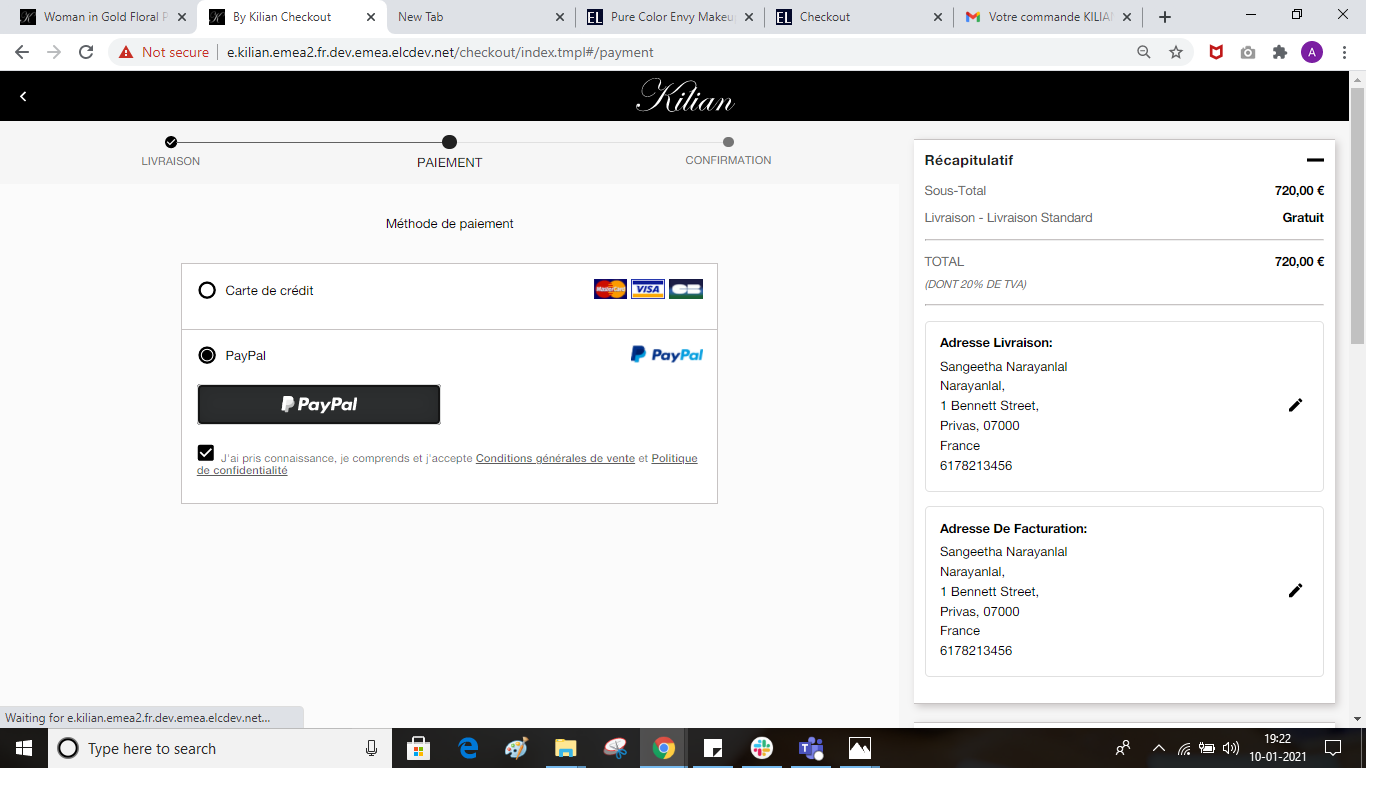 Woman in Gold Floral P
By Kilian Checkout
New Tab
EL
Pure Color Envy Makeu
EL
Checkout
Votre commande KILIAN
Not secure
e.kilian.emea2.fr.dev.emea.elcdev.net/checkout/index.tmpl#/payment
A
Kilian
LIVRAISON
PAIEMENT
CONFIRMATION
Méthode de paiement
Carte de crédit
MasterCard
VISA
CB
PayPal
PayPal
PayPal
J'ai pris connaissance, je comprends et j'accepte Conditions générales de vente et Politique
de confidentialité
Récapitulatif
Sous-Total 720,00 €
Livraison - Livraison Standard Gratuit
TOTAL 720,00 €
(DONT 20% DE TVA)
Adresse Livraison:
Sangeetha Narayanlal
Narayanlal,
1 Bennett Street,
Privas, 07000
France
6178213456
Adresse De Facturation:
Sangeetha Narayanlal
Narayanlal,
1 Bennett Street,
Privas, 07000
France
6178213456
Waiting for e.kilian.emea2.fr.dev.emea.elcdev.net...
Type here to search
19:22
10-01-2021